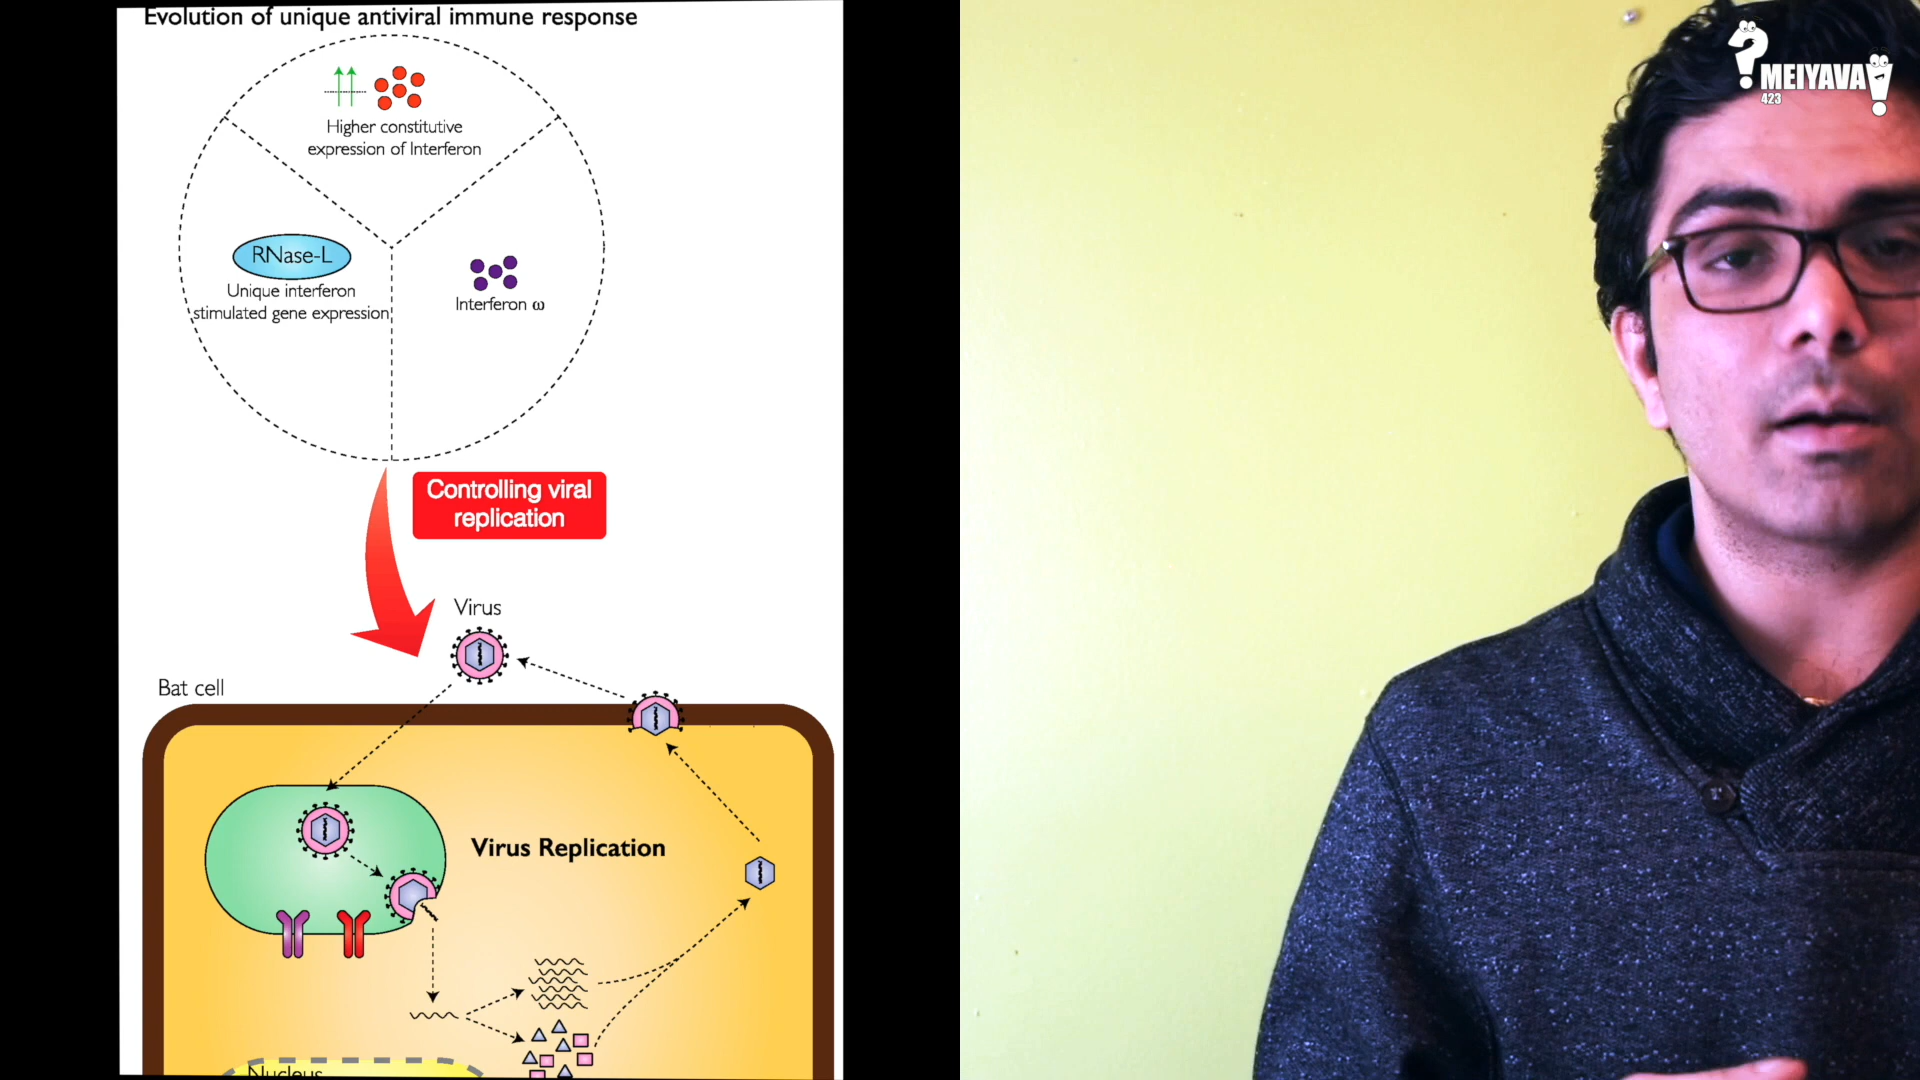 Evolution of unique antiviral immune response
Higher constitutive
expression of Interferon
RNase-L
Unique interferon
stimulated gene expression
Interferon ω
Controlling viral
replication
Virus
Bat cell
Virus Replication
Nucleus
?MEIYAVA!
423